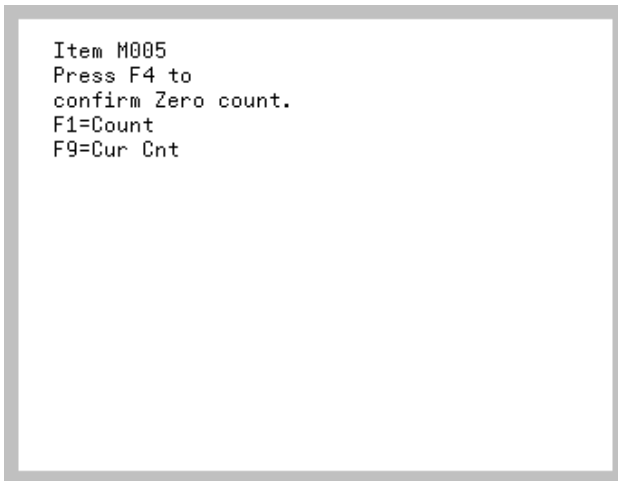 Item M005
Press F4 to
confirm Zero count.
F1=Count
F9=Cur Cnt